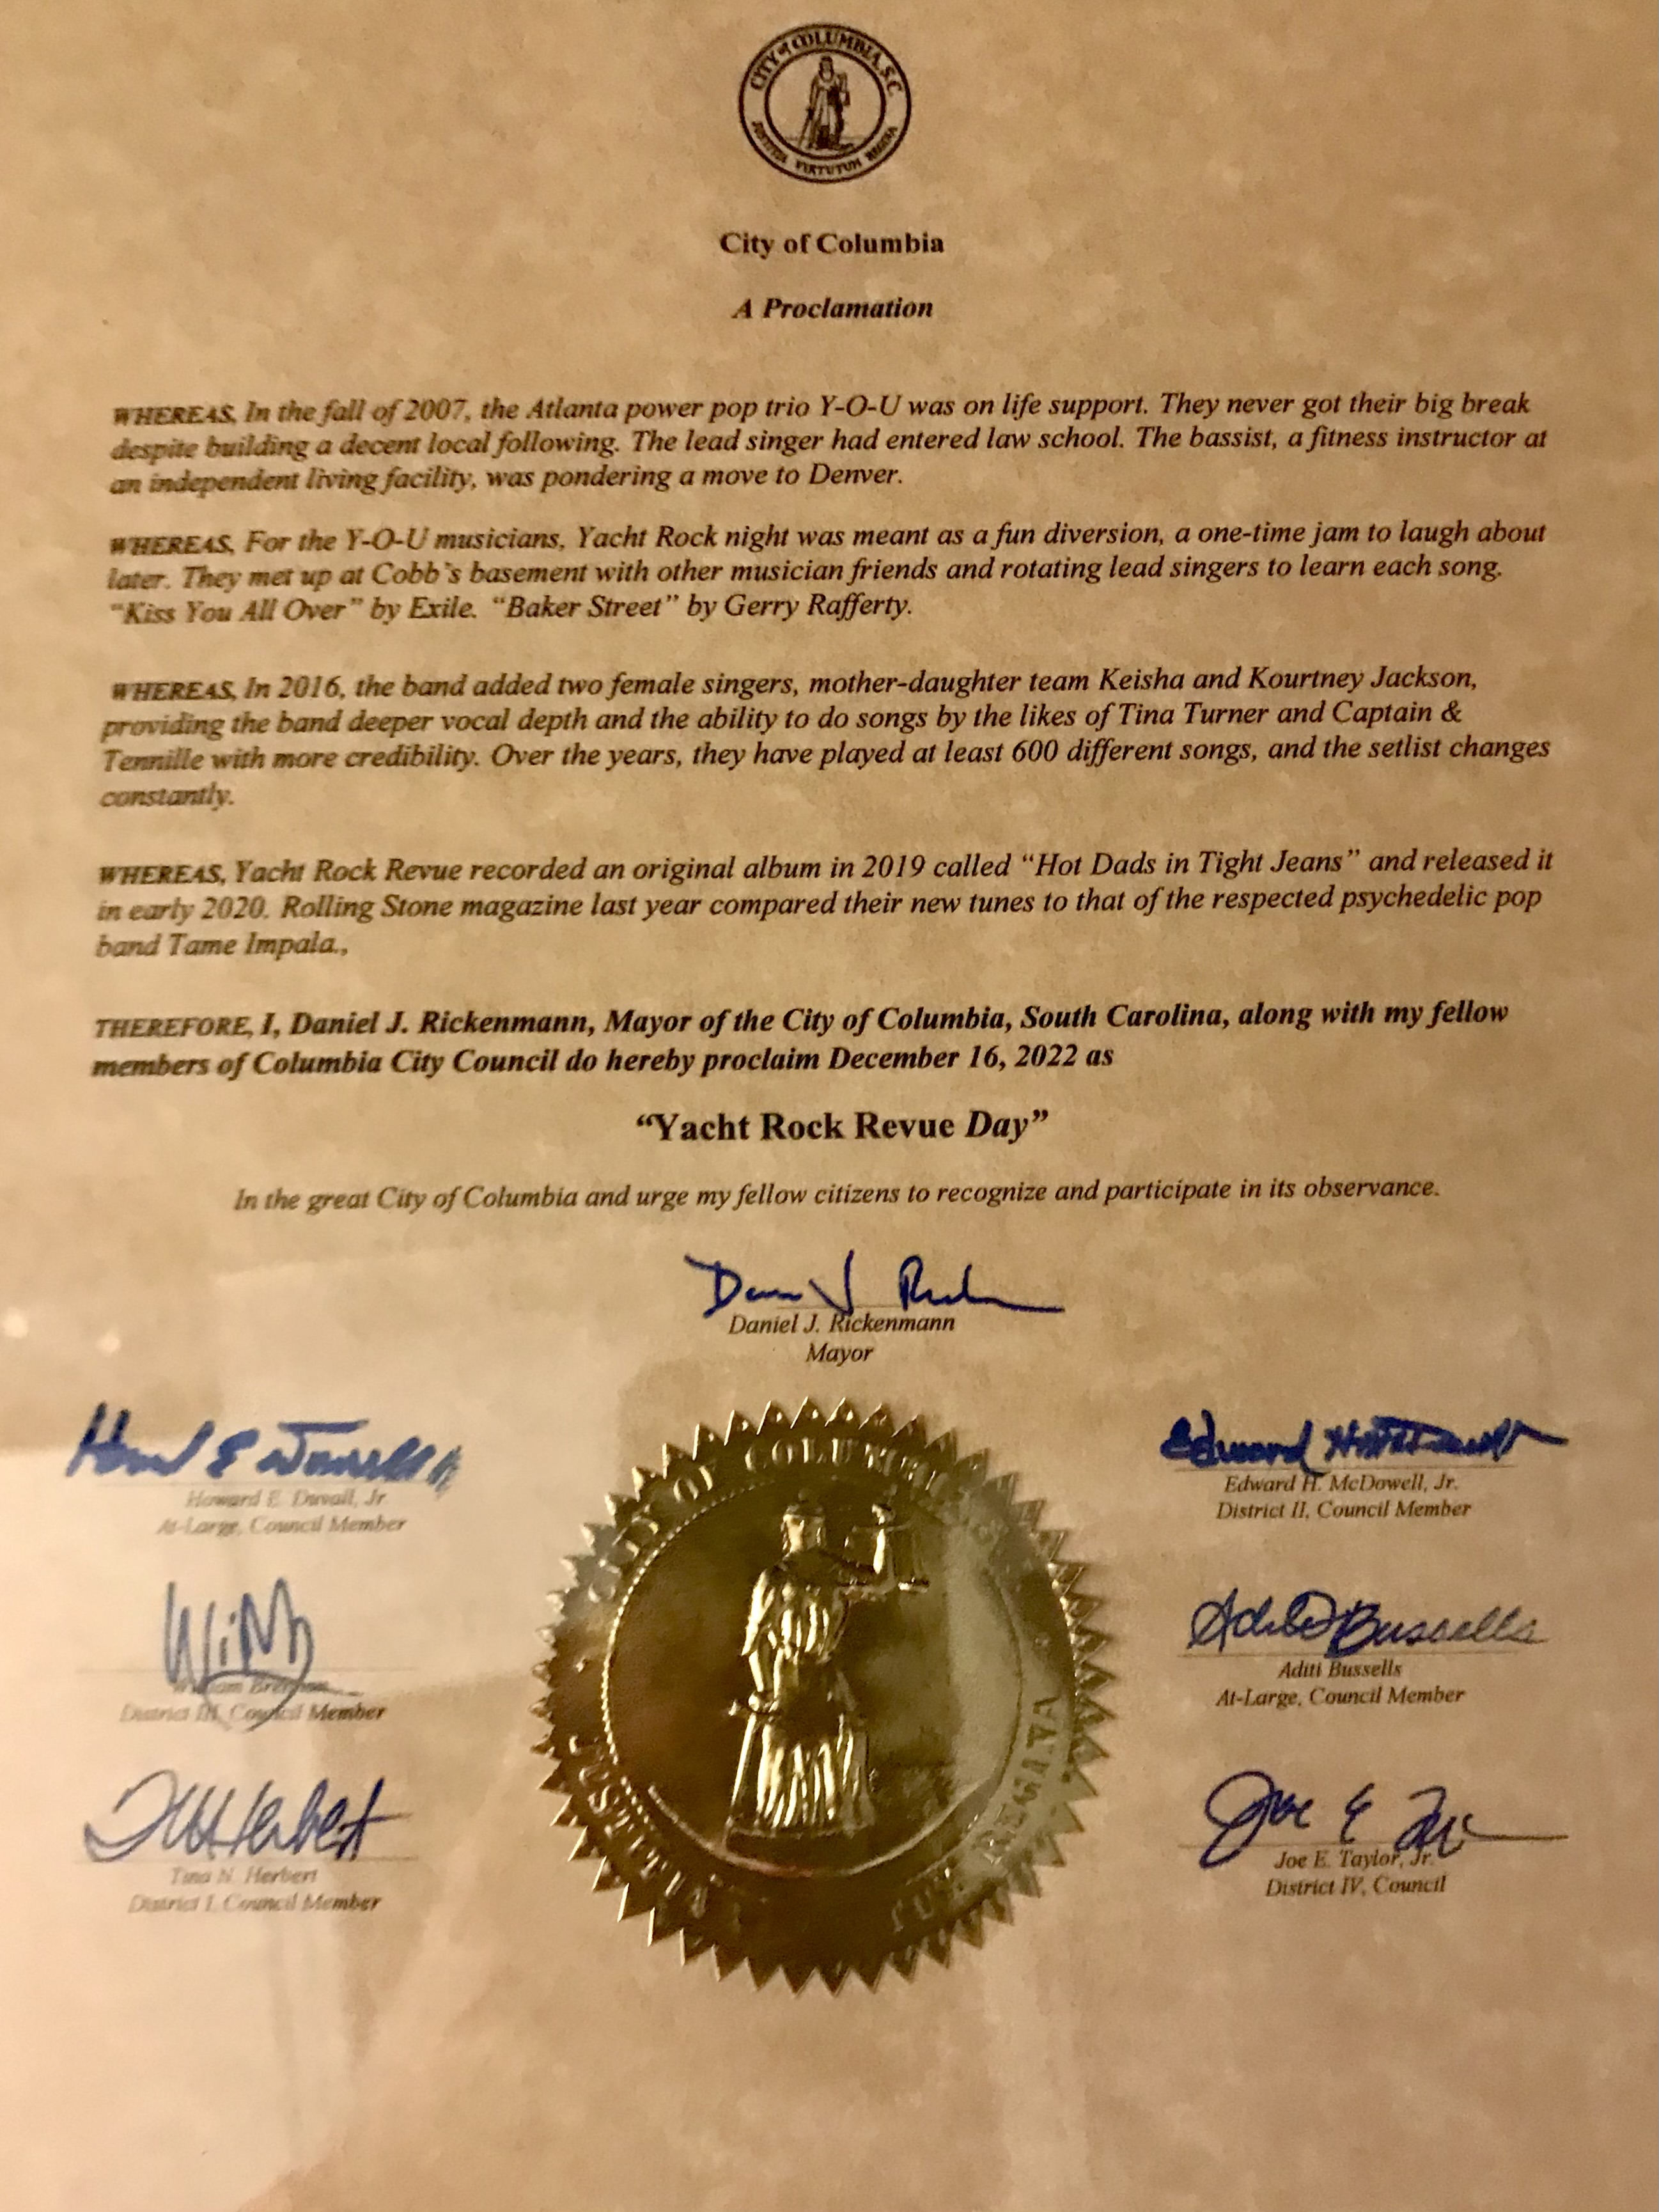 CITY OF COLUMBIA, S.C.
JUSTITIA VIRTUTUM REGINA
City of Columbia
A Proclamation
WHEREAS, In the fall of 2007, the Atlanta power pop trio Y-O-U was on life support. They never got their big break
despite building a decent local following. The lead singer had entered law school. The bassist, a fitness instructor at
an independent living facility, was pondering a move to Denver.
WHEREAS, For the Y-O-U musicians, Yacht Rock night was meant as a fun diversion, a one-time jam to laugh about
later. They met up at Cobb's basement with other musician friends and rotating lead singers to learn each song.
“Kiss You All Over” by Exile. “Baker Street” by Gerry Rafferty.
WHEREAS, In 2016, the band added two female singers, mother-daughter team Keisha and Kourtney Jackson,
providing the band deeper vocal depth and the ability to do songs by the likes of Tina Turner and Captain &
Tennille with more credibility. Over the years, they have played at least 600 different songs, and the setlist changes
constantly.
WHEREAS, Yacht Rock Revue recorded an original album in 2019 called “Hot Dads in Tight Jeans” and released it
in early 2020. Rolling Stone magazine last year compared their new tunes to that of the respected psychedelic pop
band Tame Impala.,
THEREFORE, I, Daniel J. Rickenmann, Mayor of the City of Columbia, South Carolina, along with my fellow
members of Columbia City Council do hereby proclaim December 16, 2022 as
“Yacht Rock Revue Day”
In the great City of Columbia and urge my fellow citizens to recognize and participate in its observance.
Daniel J. Rickenmann
Mayor
Howard E. Duvall, Jr
At-Large, Council Member
Edward H. McDowell, Jr.
District II, Council Member
William
District III, Council Member
Aditi Bussells
At-Large, Council Member
Tina N. Herbert
District I, Council Member
Joe E. Taylor, Jr.
District IV, Council
CITY OF COLUMBIA
JUSTITIA